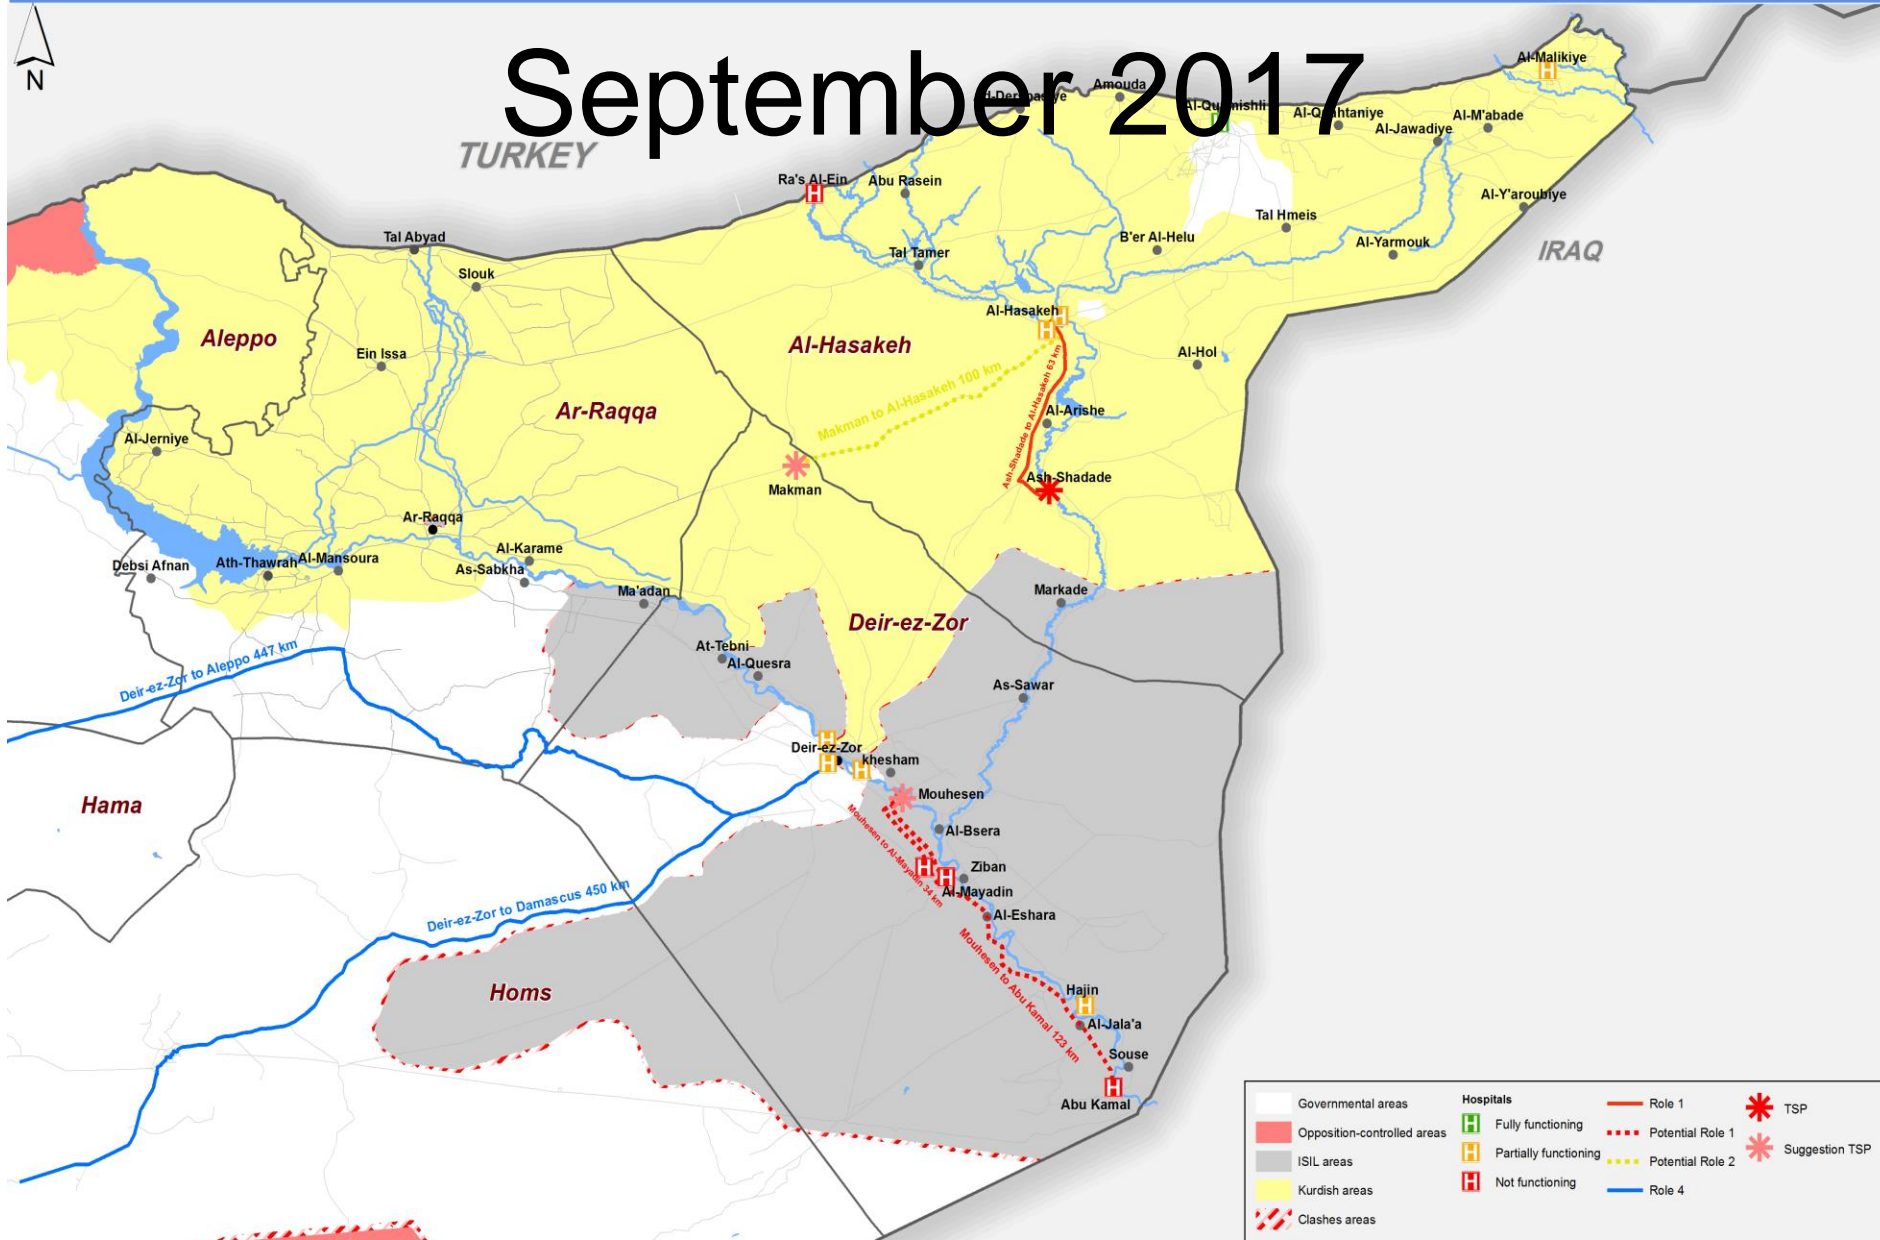 September 2017
N
TURKEY
IRAQ
Al-Malikiye
Amouda
Al-Qahtaniye
Al-M'abade
Al-Jawadiye
Ra's Al-Ein
Abu Rasein
Al-Y'aroubiye
Tal Hmeis
Tal Abyad
B'er Al-Helu
Al-Yarmouk
Tal Tamer
Slouk
Al-Hasakeh
Aleppo
Al-Hasakeh
Ein Issa
Al-Hol
Makman to Al-Hasakeh 100 km
Ash-Shadade to Al-Hasakeh 63 km
Ar-Raqqa
Al-Arishe
Al-Jerniye
Ash-Shadade
Makman
Ar-Raqqa
Al-Karame
Debsi Afnan
Ath-Thawrah
Al-Mansoura
As-Sabkha
Ma'adan
Markade
Deir-ez-Zor
At-Tebni
Al-Quesra
Deir-ez-Zor to Aleppo 447 km
As-Sawar
Deir-ez-Zor
khesham
Mouhesen
Hama
Al-Bsera
Mouhesen to Al-Mayadin 34 km
Ziban
Al-Mayadin
Deir-ez-Zor to Damascus 450 km
Al-Eshara
Mouhesen to Abu Kamal 123 km
Homs
Hajin
Al-Jala'a
Souse
Abu Kamal
Governmental areas
Opposition-controlled areas
ISIL areas
Kurdish areas
Clashes areas
Hospitals
H Fully functioning
H Partially functioning
H Not functioning
Role 1
Potential Role 1
Potential Role 2
Role 4
TSP
Suggestion TSP